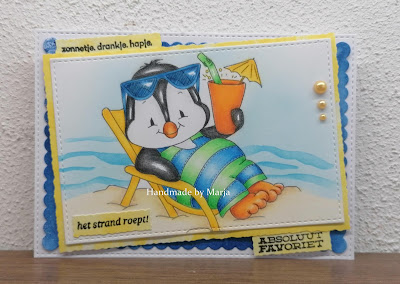 zonnetje, drankje, hapje,
Handmade by Marja
het strand roept!
ABSOLUUT
FAVORIET